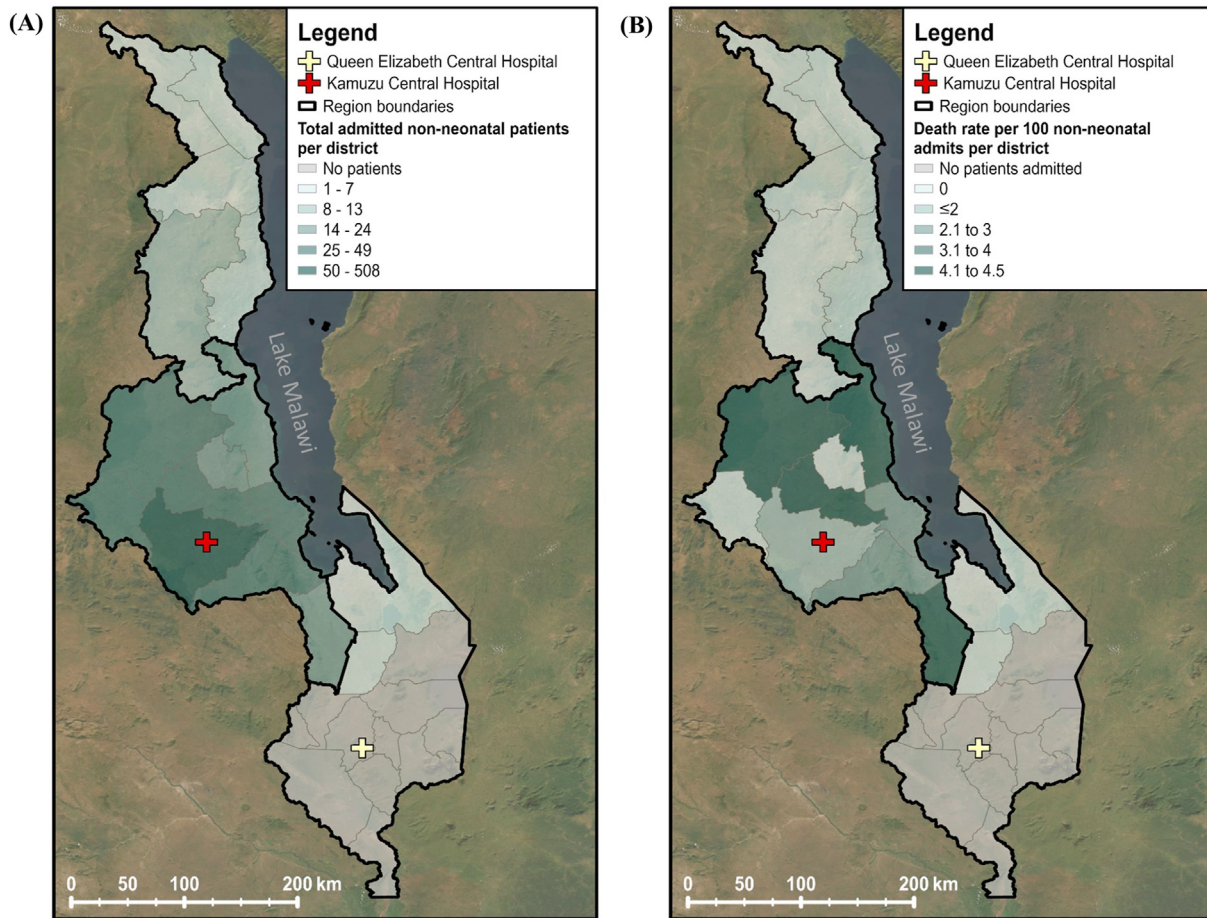 (A)
Legend
Queen Elizabeth Central Hospital
Kamuzu Central Hospital
Region boundaries
Total admitted non-neonatal patients
per district
No patients
1 - 7
8 - 13
14 - 24
25 - 49
50 - 508
Lake Malawi
0 50 100 200 km
(B)
Legend
Queen Elizabeth Central Hospital
Kamuzu Central Hospital
Region boundaries
Death rate per 100 non-neonatal
admits per district
No patients admitted
0
≤2
2.1 to 3
3.1 to 4
4.1 to 4.5
Lake Malawi
0 50 100 200 km